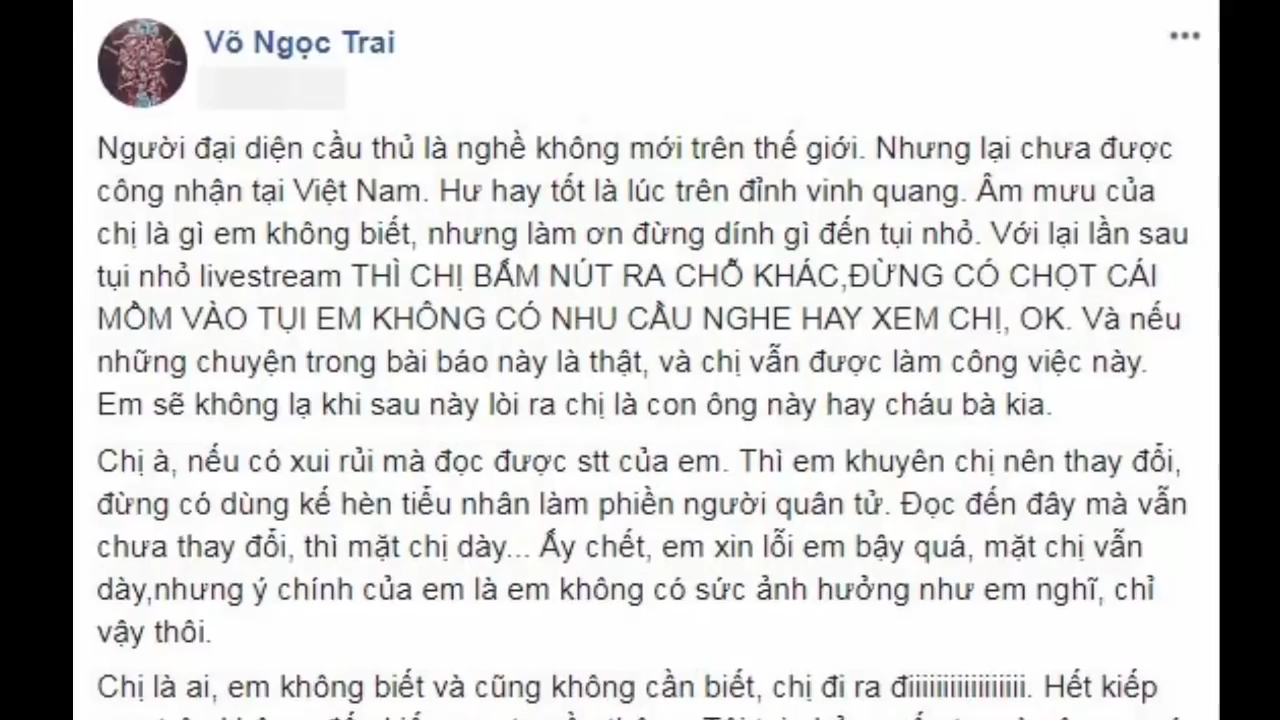 Võ Ngọc Trai
Người đại diện cầu thủ là nghề không mới trên thế giới. Nhưng lại chưa được
công nhận tại Việt Nam. Hư hay tốt là lúc trên đỉnh vinh quang. Âm mưu của
chị là gì em không biết, nhưng làm ơn đừng dính gì đến tụi nhỏ. Với lại lần sau
tụi nhỏ livestream THÌ CHỊ BẤM NÚT RA CHỖ KHÁC,ĐỪNG CÓ CHỌT CÁI
MỒM VÀO TỤI EM KHÔNG CÓ NHU CẦU NGHE HAY XEM CHỊ, OK. Và nếu
những chuyện trong bài báo này là thật, và chị vẫn được làm công việc này.
Em sẽ không lạ khi sau này lòi ra chị là con ông này hay cháu bà kia.
Chị à, nếu có xui rủi mà đọc được stt của em. Thì em khuyên chị nên thay đổi,
đừng có dùng kế hèn tiểu nhân làm phiền người quân tử. Đọc đến đây mà vẫn
chưa thay đổi, thì mặt chị dày... Ấy chết, em xin lỗi em bậy quá, mặt chị vẫn
dày,nhưng ý chính của em là em không có sức ảnh hưởng như em nghĩ, chỉ
vậy thôi.
Chị là ai, em không biết và cũng không cần biết, chị đi ra điiiiiiiiiiiiiiiiiii. Hết kiếp